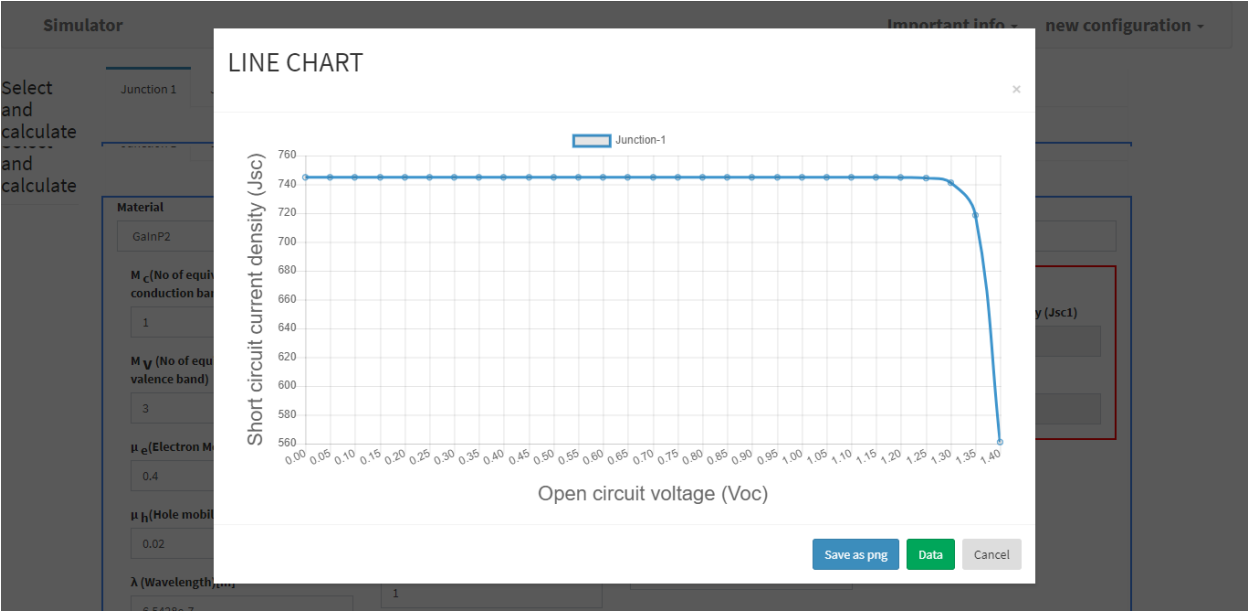 Simulator
Important info
new configuration
Select
and
calculate
and
calculate
Junction 1
Material
GaInP2
M c(No of equiv
conduction ba
1
M V (No of equ
valence band)
3
μ e(Electron M
0.4
μ h(Hole mobil
0.02
λ (Wavelength)
1
y (Jsc1)
LINE CHART
×
Junction-1
Short circuit current density (Jsc)
760
740
720
700
680
660
640
620
600
580
560
0.00 0.05 0.10 0.15 0.20 0.25 0.30 0.35 0.40 0.45 0.50 0.55 0.60 0.65 0.70 0.75 0.80 0.85 0.90 0.95 1.00 1.05 1.10 1.15 1.20 1.25 1.30 1.35 1.40
Open circuit voltage (Voc)
Save as png
Data
Cancel